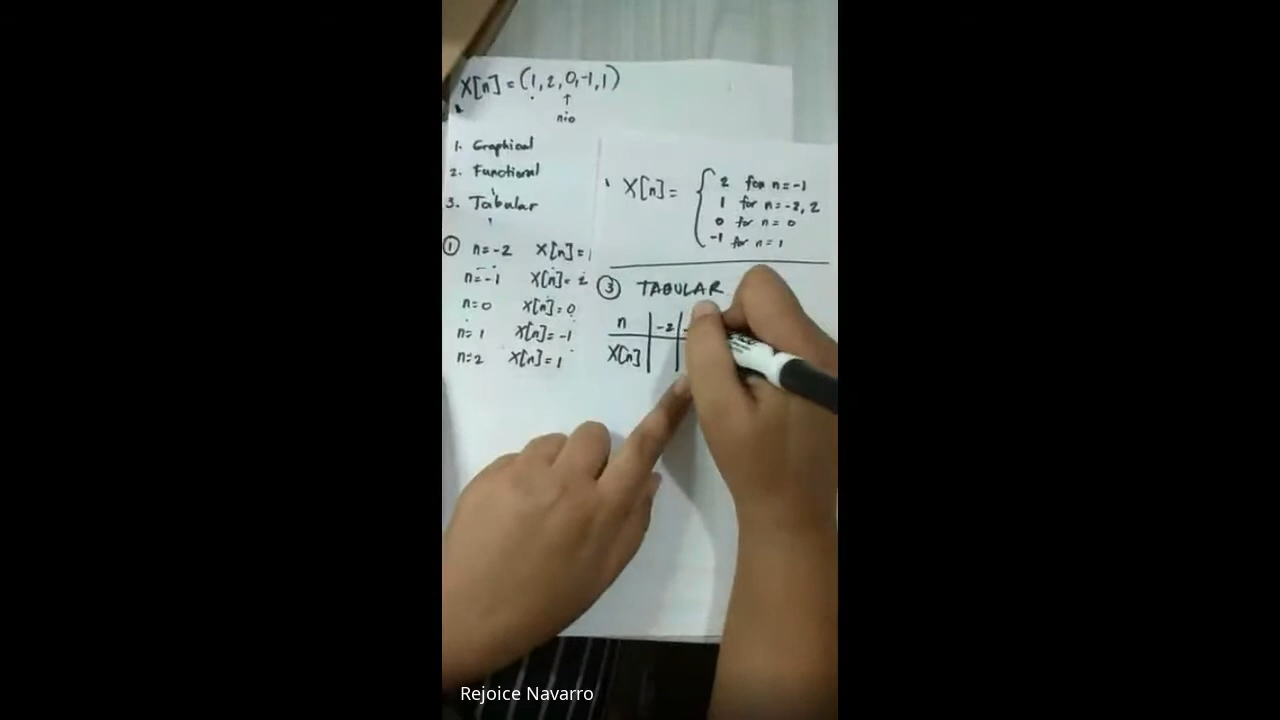 X[n] = (1, 2, 0, -1, 1)
↑
n=0
1. Graphical
2. Functional
3. Tabular
① n=-2 X[n]=1
n=-1 X[n]=2
n=0 X[n]=0
n=1 X[n]=-1
n=2 X[n]=1
X[n] = { 2 for n=-1
1 for n=-2, 2
0 for n=0
-1 for n=1
③ TABULAR
n | -2 |
X[n] | |
Rejoice Navarro